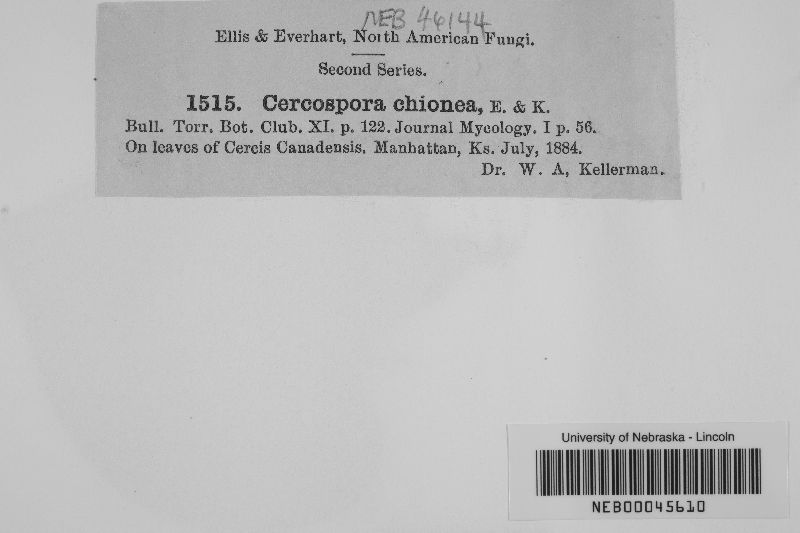 NEB 46144
Ellis & Everhart, North American Fungi.
Second Series.
1515. Cercospora chionea, E. & K.
Bull. Torr. Bot. Club. XI. p. 122. Journal Mycology. I p. 56.
On leaves of Cercis Canadensis. Manhattan, Ks. July, 1884.
Dr. W. A, Kellerman.
University of Nebraska - Lincoln
NEB00045610